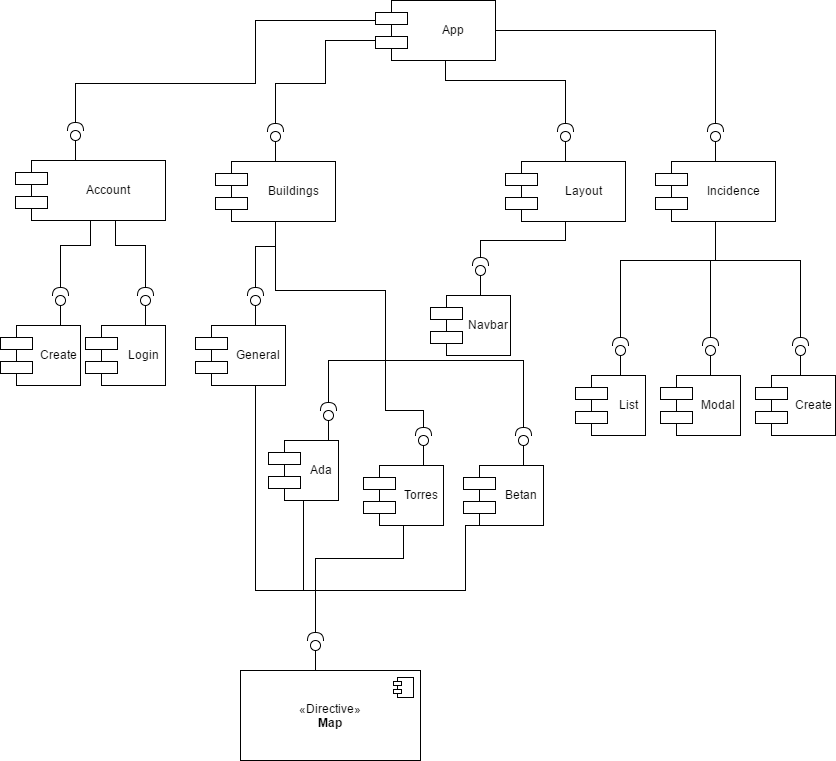 App
Account
Buildings
Layout
Incidence
Create
Login
General
Navbar
List
Modal
Create
Ada
Torres
Betan
«Directive»
Map